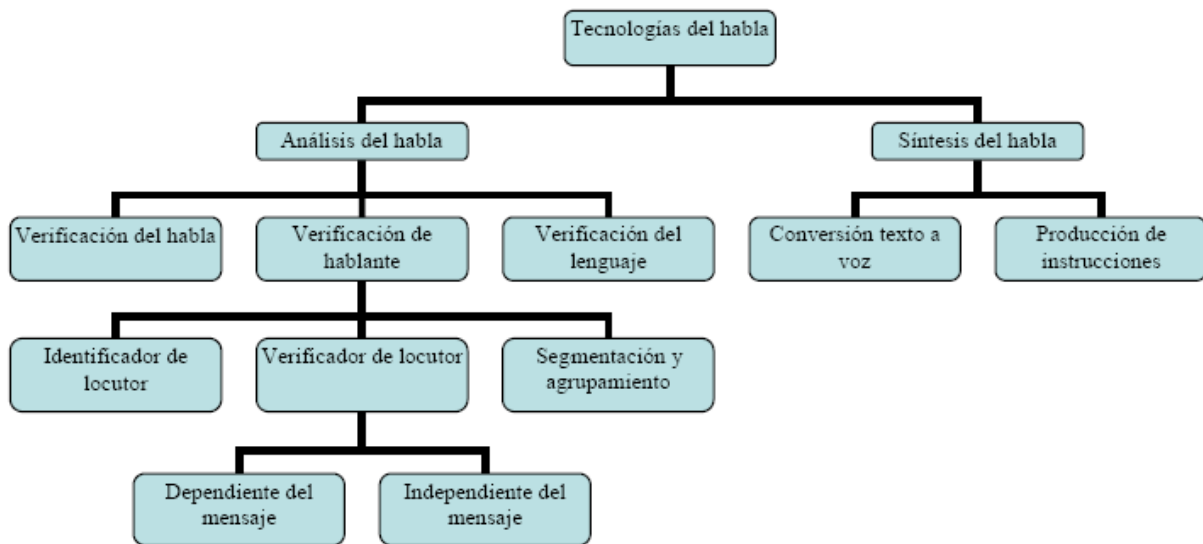 Tecnologías del habla
Análisis del habla
Síntesis del habla
Verificación del habla
Verificación de
hablante
Verificación del
lenguaje
Conversión texto a
voz
Producción de
instrucciones
Identificador de
locutor
Verificador de locutor
Segmentación y
agrupamiento
Dependiente del
mensaje
Independiente del
mensaje